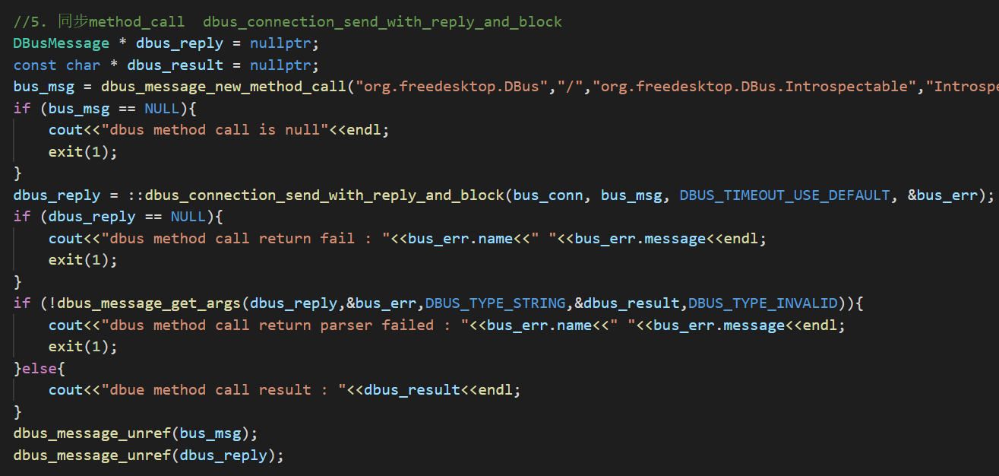 //5. 同步method_call  dbus_connection_send_with_reply_and_block
DBusMessage * dbus_reply = nullptr;
const char * dbus_result = nullptr;
bus_msg = dbus_message_new_method_call("org.freedesktop.DBus","/","org.freedesktop.DBus.Introspectable","Introspe
if (bus_msg == NULL){
    cout<<"dbus method call is null"<<endl;
    exit(1);
}
dbus_reply = ::dbus_connection_send_with_reply_and_block(bus_conn, bus_msg, DBUS_TIMEOUT_USE_DEFAULT, &bus_err);
if (dbus_reply == NULL){
    cout<<"dbus method call return fail : "<<bus_err.name<<" "<<bus_err.message<<endl;
    exit(1);
}
if (!dbus_message_get_args(dbus_reply,&bus_err,DBUS_TYPE_STRING,&dbus_result,DBUS_TYPE_INVALID)){
    cout<<"dbus method call return parser failed : "<<bus_err.name<<" "<<bus_err.message<<endl;
    exit(1);
}else{
    cout<<"dbue method call result : "<<dbus_result<<endl;
}
dbus_message_unref(bus_msg);
dbus_message_unref(dbus_reply);